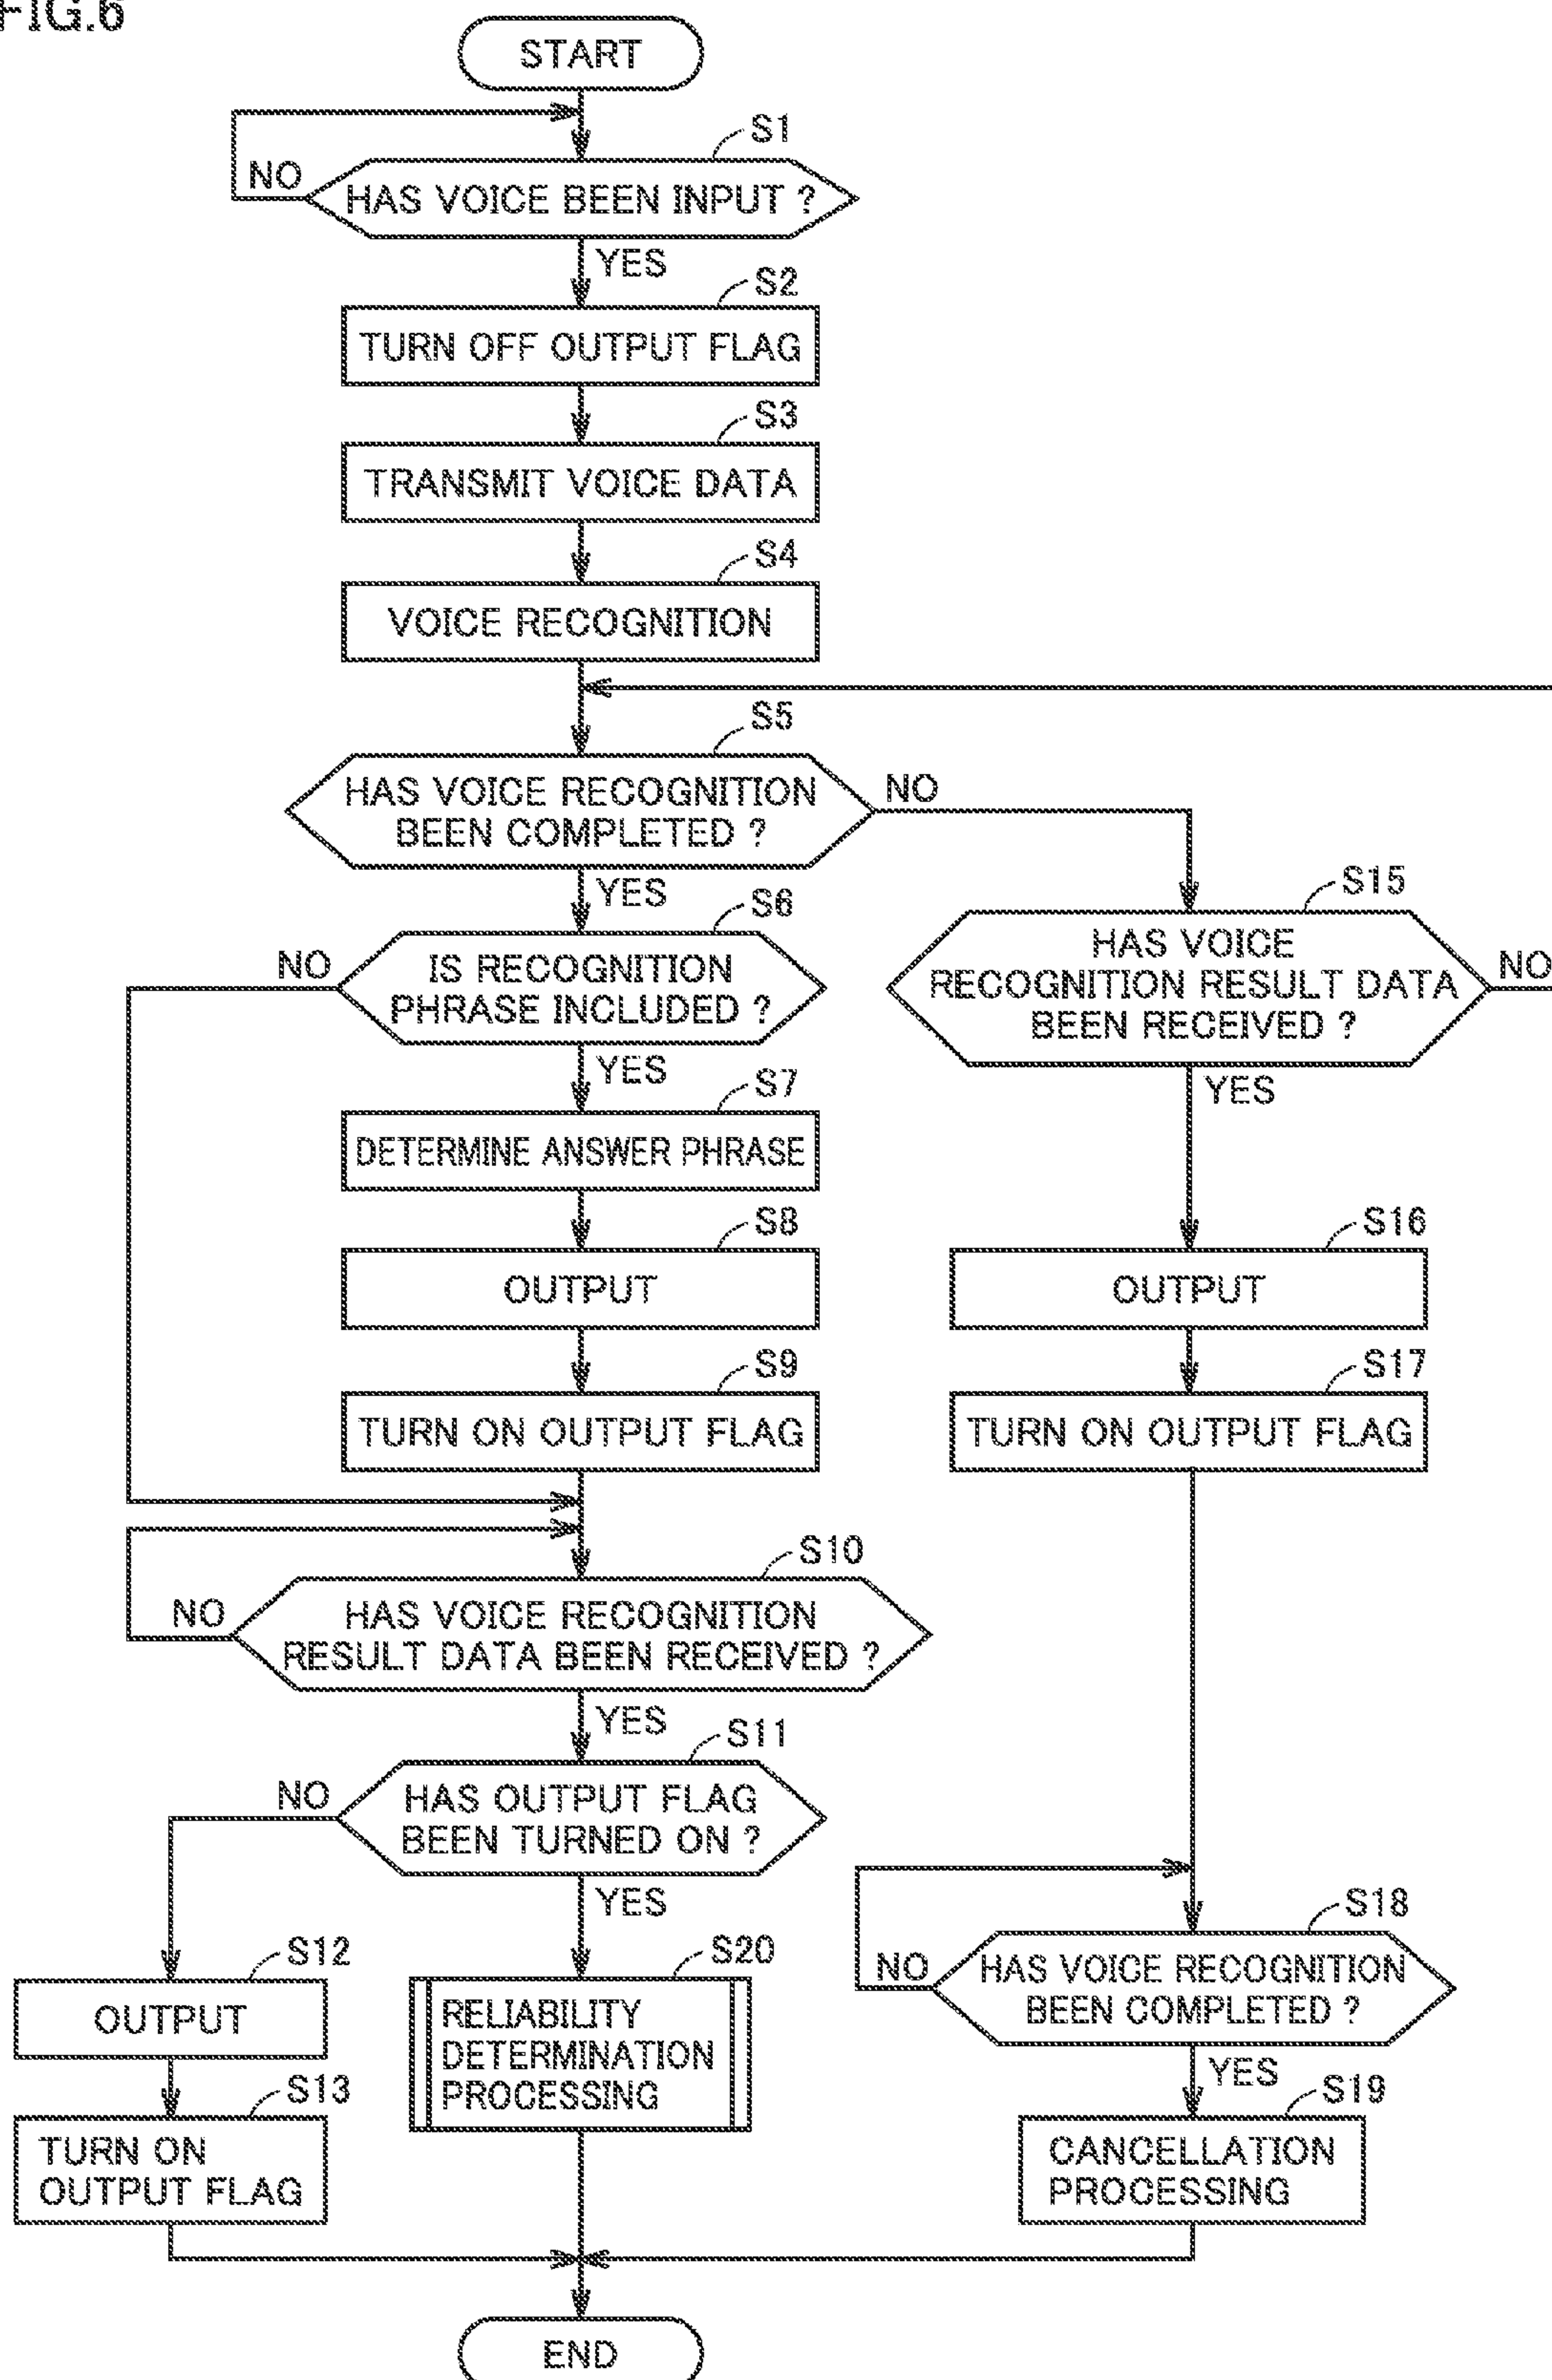 FIG.6
START
S1
NO
HAS VOICE BEEN INPUT ?
YES
S2
TURN OFF OUTPUT FLAG
S3
TRANSMIT VOICE DATA
S4
VOICE RECOGNITION
S5
HAS VOICE RECOGNITION
BEEN COMPLETED ?
NO
YES
S6
NO
IS RECOGNITION
PHRASE INCLUDED ?
YES
S15
HAS VOICE
RECOGNITION RESULT DATA
BEEN RECEIVED ?
NO
YES
S7
DETERMINE ANSWER PHRASE
S8
OUTPUT
S16
OUTPUT
S9
TURN ON OUTPUT FLAG
S17
TURN ON OUTPUT FLAG
S10
NO
HAS VOICE RECOGNITION
RESULT DATA BEEN RECEIVED ?
YES
S11
NO
HAS OUTPUT FLAG
BEEN TURNED ON ?
YES
S12
OUTPUT
S13
TURN ON
OUTPUT FLAG
S20
RELIABILITY
DETERMINATION
PROCESSING
S18
NO
HAS VOICE RECOGNITION
BEEN COMPLETED ?
YES
S19
CANCELLATION
PROCESSING
END